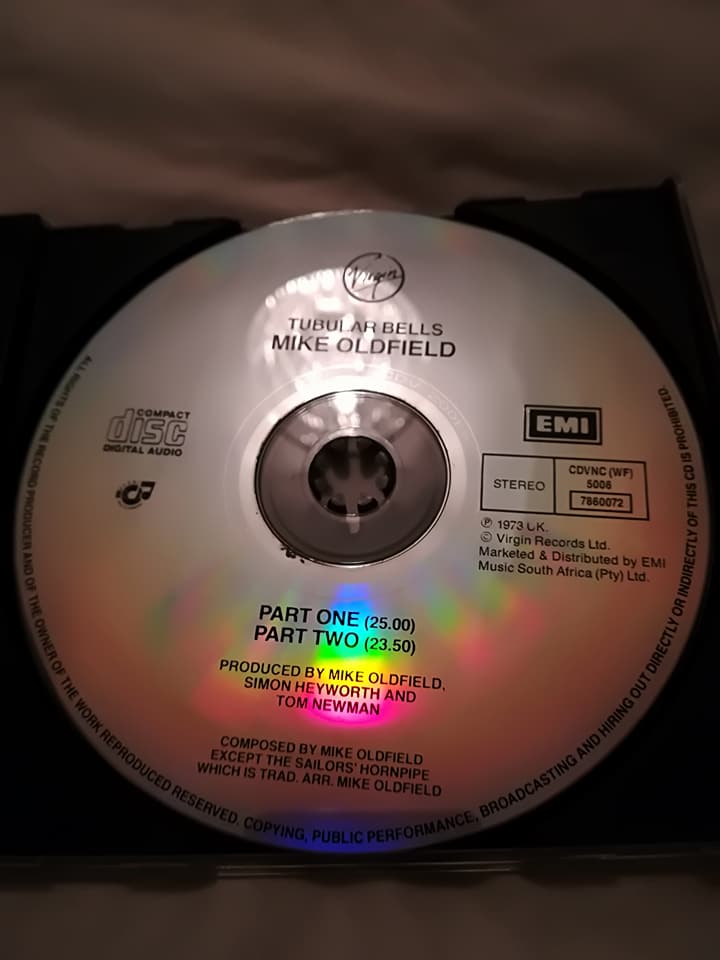 Virgin
TUBULAR BELLS
MIKE OLDFIELD
COMPACT
disc
DIGITAL AUDIO
EMI
STEREO
CDVNC (WF)
5006
7860072
℗ 1973 UK.
© Virgin Records Ltd.
Marketed & Distributed by EMI
Music South Africa (Pty) Ltd.
PART ONE (25.00)
PART TWO (23.50)
PRODUCED BY MIKE OLDFIELD,
SIMON HEYWORTH AND
TOM NEWMAN
COMPOSED BY MIKE OLDFIELD
EXCEPT THE SAILORS' HORNPIPE
WHICH IS TRAD. ARR. MIKE OLDFIELD
ALL RIGHTS OF THE RECORD PRODUCER AND OF THE OWNER OF THE WORK REPRODUCED RESERVED. COPYING, PUBLIC PERFORMANCE, BROADCASTING AND HIRING OUT DIRECTLY OR INDIRECTLY OF THIS CD IS PROHIBITED.